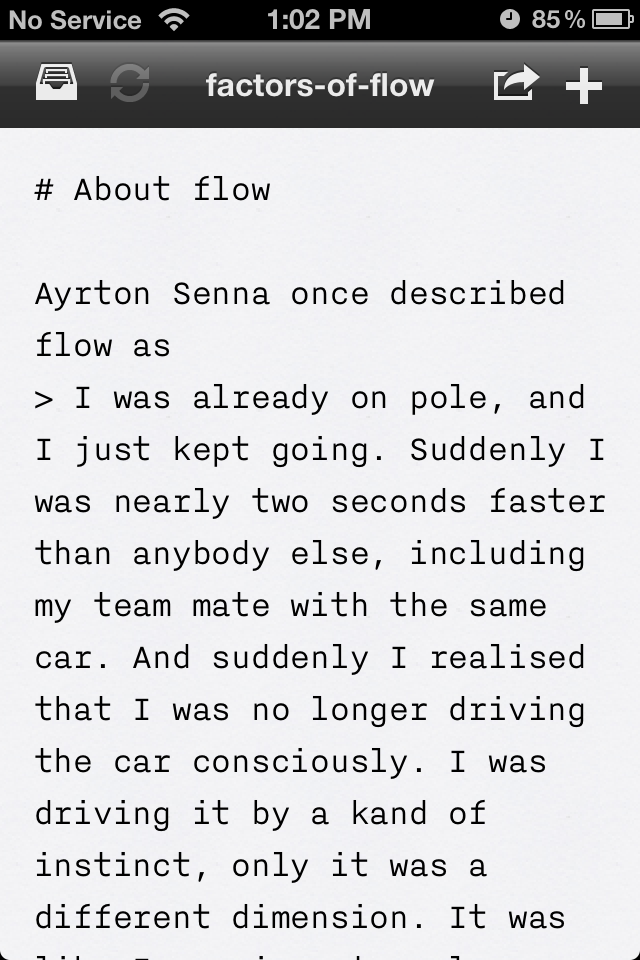 No Service 1:02 PM 85%
factors-of-flow
# About flow
Ayrton Senna once described
flow as
> I was already on pole, and
I just kept going. Suddenly I
was nearly two seconds faster
than anybody else, including
my team mate with the same
car. And suddenly I realised
that I was no longer driving
the car consciously. I was
driving it by a kand of
instinct, only it was a
different dimension. It was